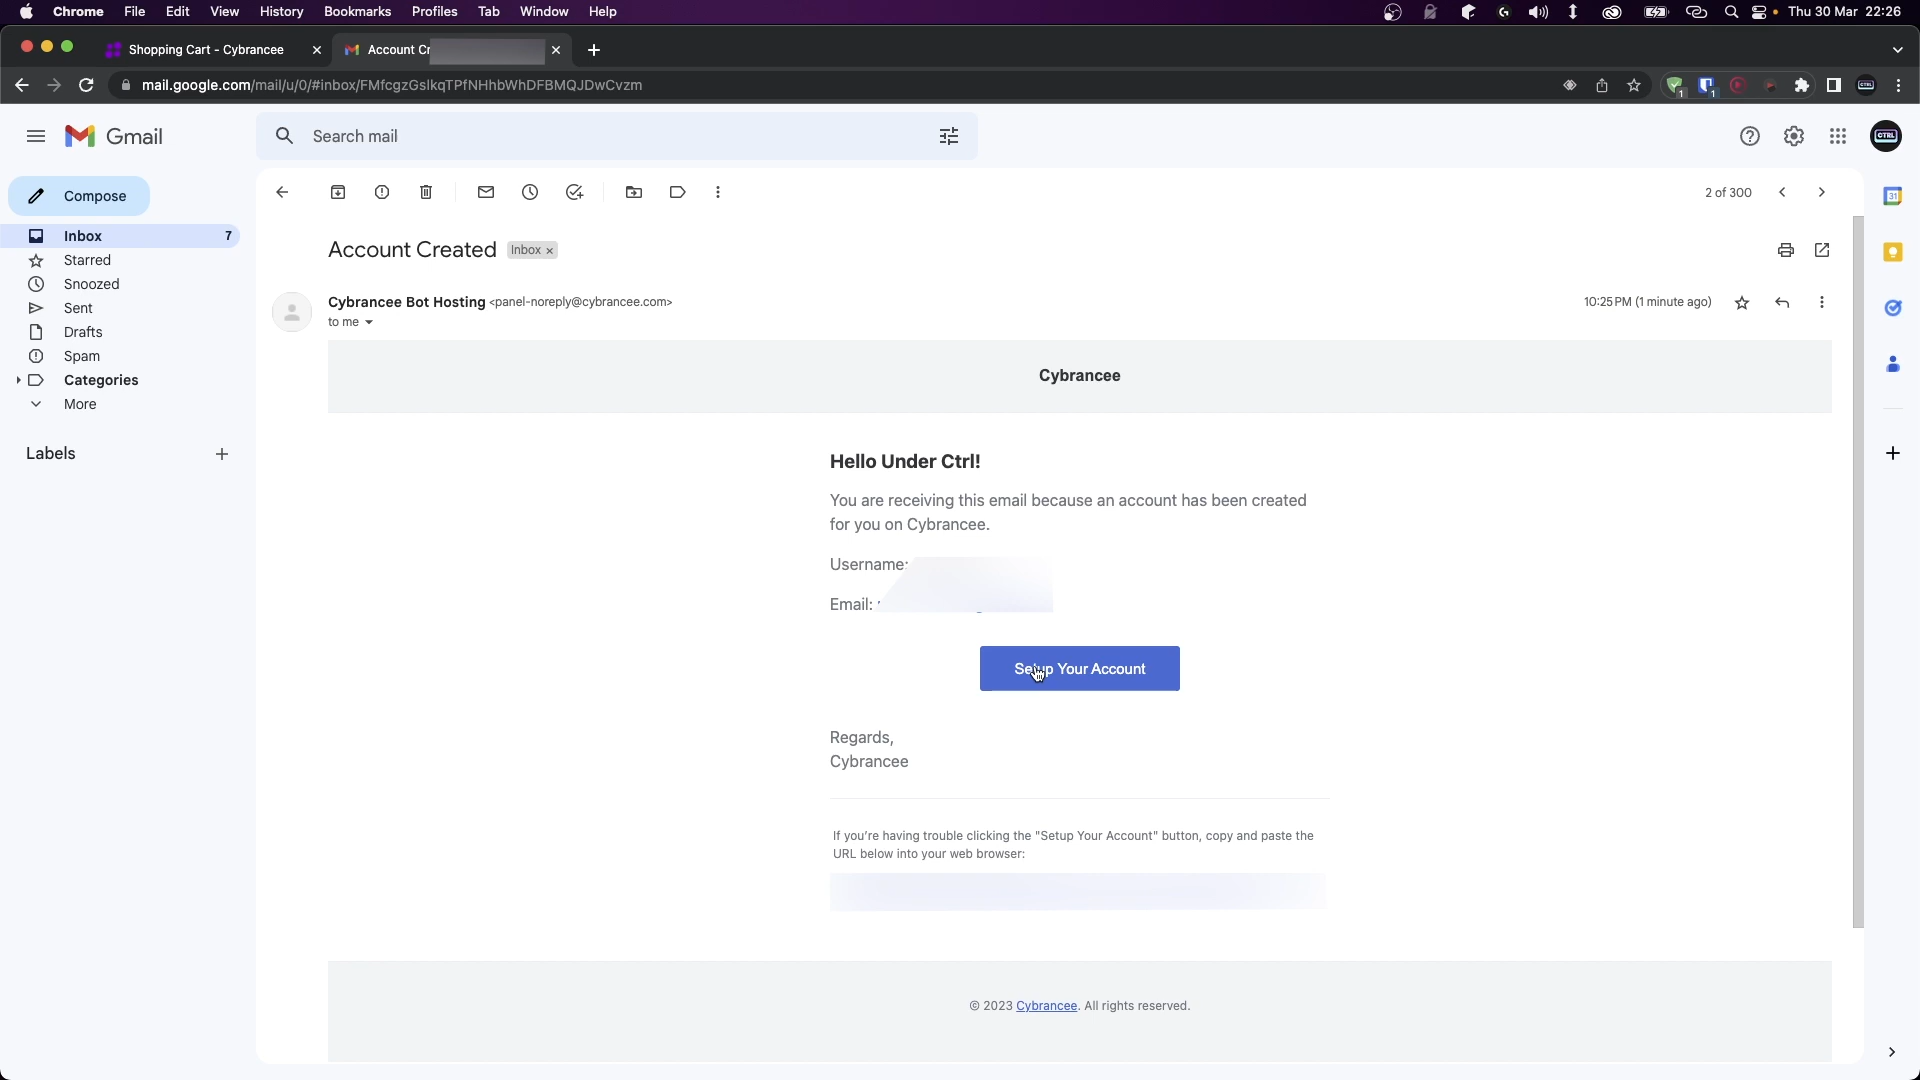 Chrome File Edit View History Bookmarks Profiles Tab Window Help Thu 30 Mar 22:26
Shopping Cart - Cybrancee
Account Cr
mail.google.com/mail/u/0/#inbox/FMfcgzGslkqTPfNHhbWhDFBMQJDwCvzm
Gmail
Search mail
CTRL
Compose
2 of 300
Inbox 7
Starred
Snoozed
Sent
Drafts
Spam
Categories
More
Labels
Account Created Inbox ×
Cybrancee Bot Hosting <panel-noreply@cybrancee.com>
10:25 PM (1 minute ago)
to me
Cybrancee
Hello Under Ctrl!
You are receiving this email because an account has been created
for you on Cybrancee.
Username:
Email:
Setup Your Account
Regards,
Cybrancee
If you're having trouble clicking the "Setup Your Account" button, copy and paste the
URL below into your web browser:
© 2023 Cybrancee. All rights reserved.